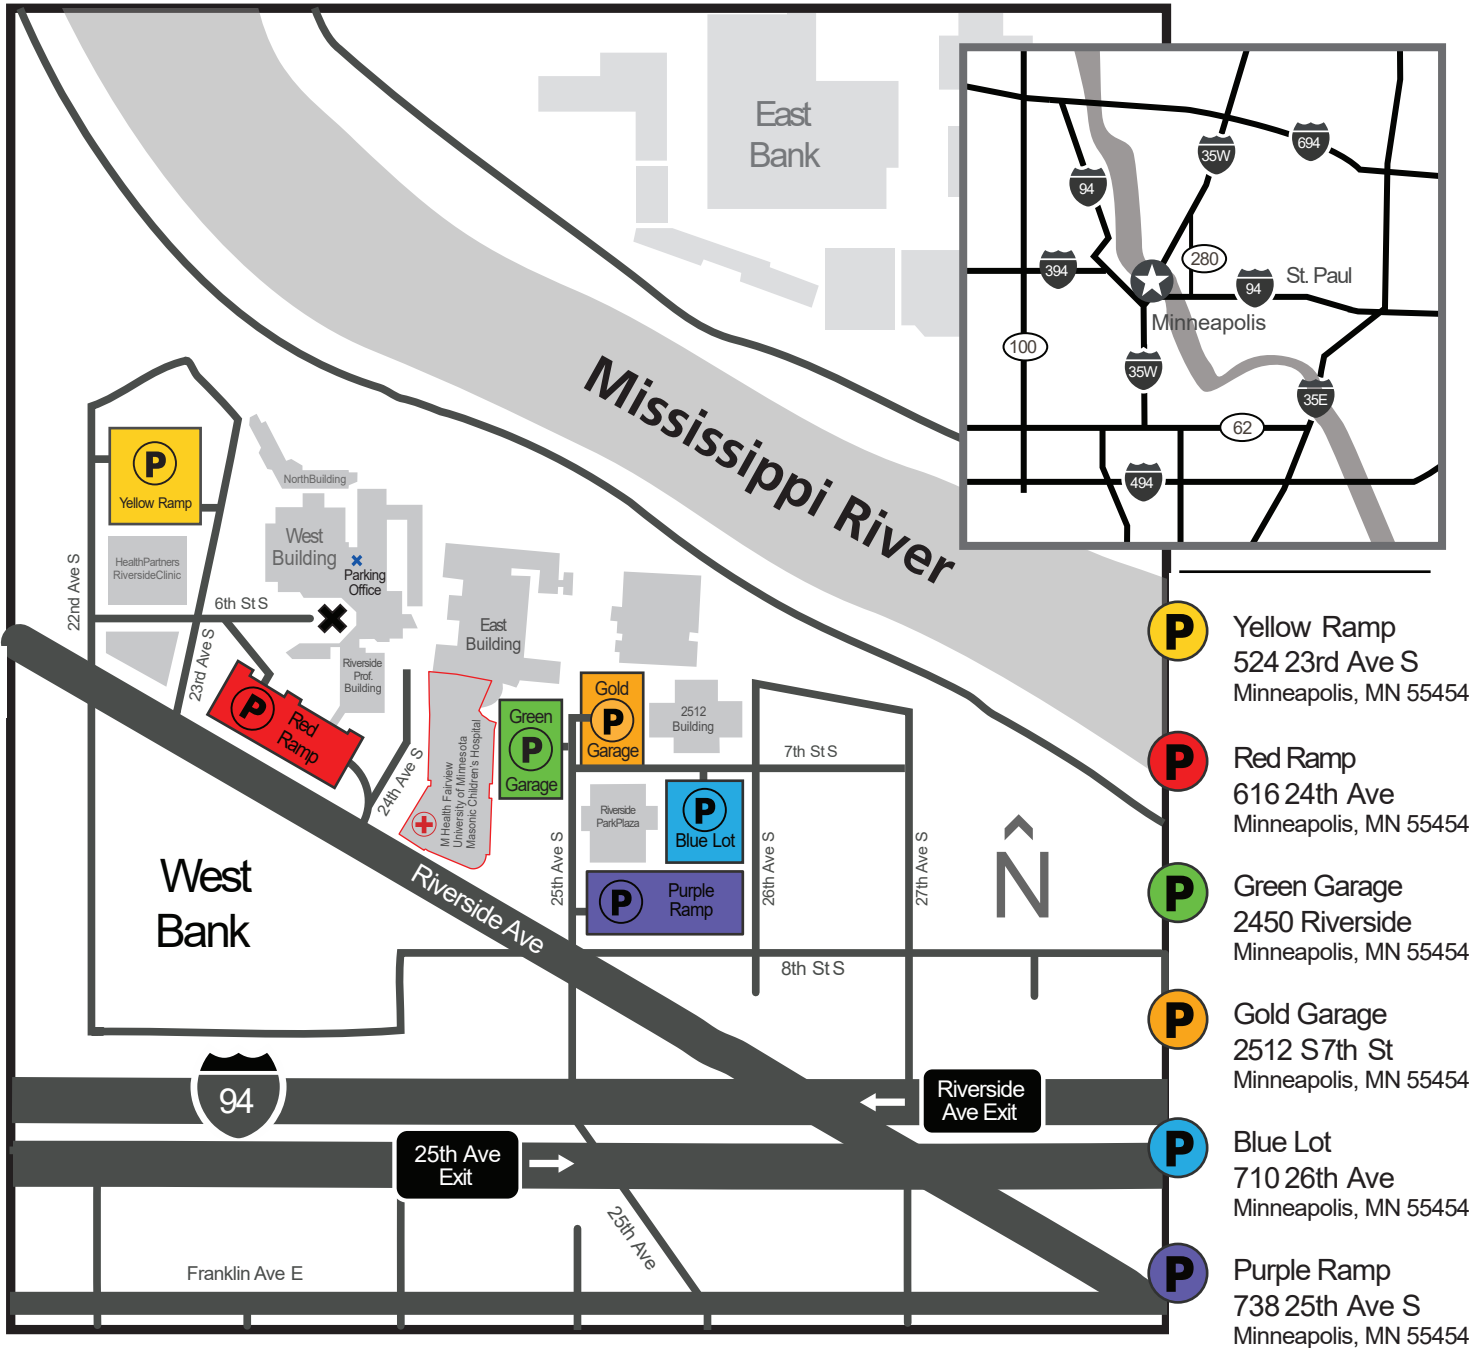 East
Bank
Mississippi River
694
35W
94
280
394
94
St. Paul
Minneapolis
100
35W
35E
62
494
P
Yellow Ramp
NorthBuilding
West
Building
Parking
Office
HealthPartners
RiversideClinic
22nd Ave S
6th St S
23rd Ave S
East
Building
Riverside
Prof.
Building
P
Red
Ramp
24th Ave S
M Health Fairview
University of Minnesota
Masonic Children's Hospital
Green
P
Garage
Gold
P
Garage
2512
Building
7th St S
Riverside
ParkPlaza
P
Blue Lot
25th Ave S
26th Ave S
27th Ave S
N
P
Purple
Ramp
West
Bank
Riverside Ave
8th St S
94
Riverside
Ave Exit
25th Ave
Exit
25th Ave
Franklin Ave E
P
Yellow Ramp
524 23rd Ave S
Minneapolis, MN 55454
P
Red Ramp
616 24th Ave
Minneapolis, MN 55454
P
Green Garage
2450 Riverside
Minneapolis, MN 55454
P
Gold Garage
2512 S 7th St
Minneapolis, MN 55454
P
Blue Lot
710 26th Ave
Minneapolis, MN 55454
P
Purple Ramp
738 25th Ave S
Minneapolis, MN 55454